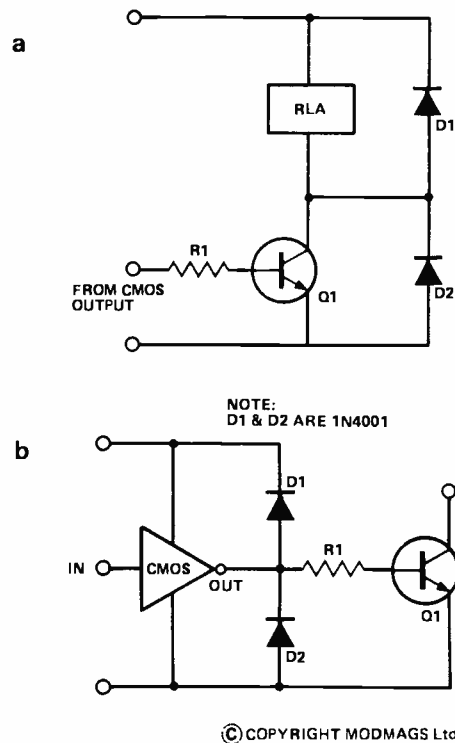 a
RLA
D1
R1
FROM CMOS
OUTPUT
Q1
D2
NOTE:
D1 & D2 ARE 1N4001
b
D1
R1
IN
CMOS
OUT
Q1
D2
© COPYRIGHT MODMAGS Ltd